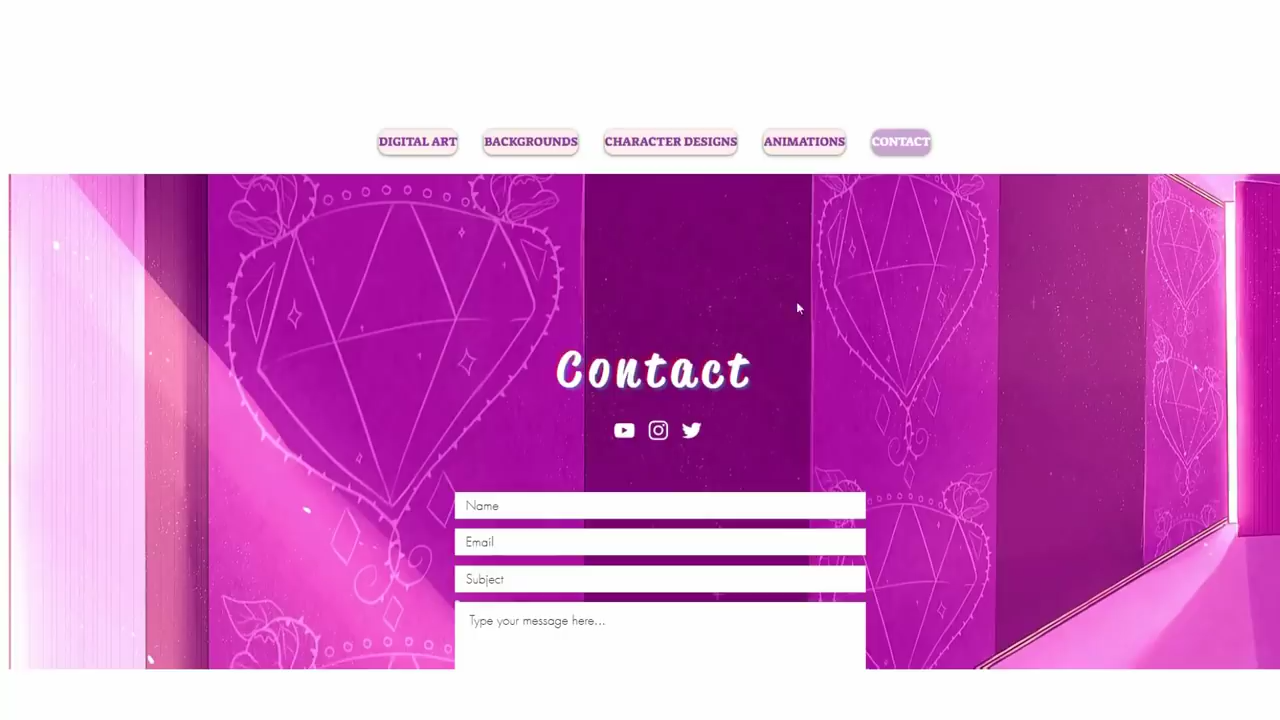 DIGITAL ART BACKGROUNDS CHARACTER DESIGNS ANIMATIONS CONTACT
Contact
Name
Email
Subject
Type your message here...